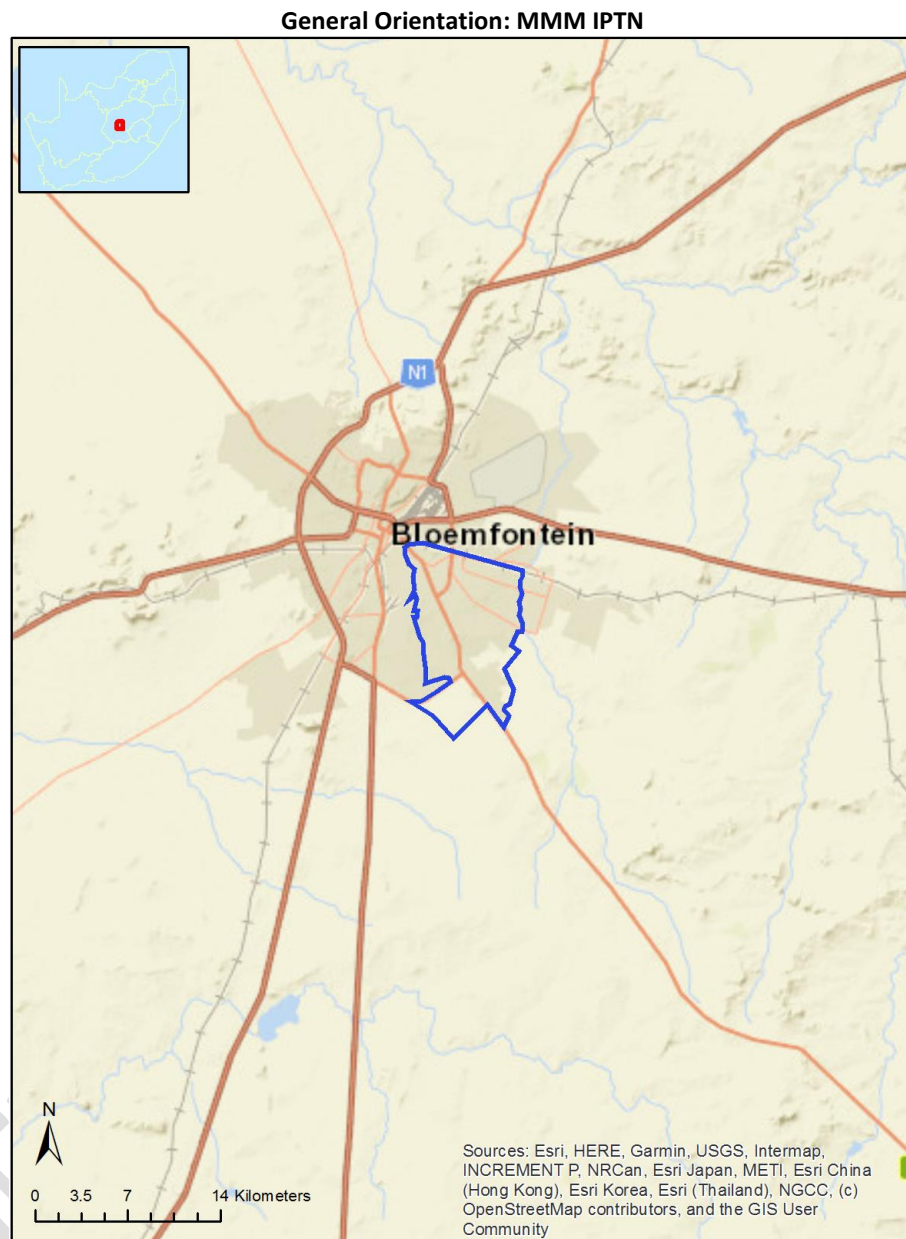 General Orientation: MMM IPTN
N1
Bloemfontein
N
0 3.5 7 14 Kilometers
Sources: Esri, HERE, Garmin, USGS, Intermap,
INCREMENT P, NRCan, Esri Japan, METI, Esri China
(Hong Kong), Esri Korea, Esri (Thailand), NGCC, (c)
OpenStreetMap contributors, and the GIS User
Community